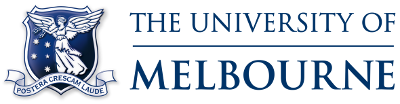 THE UNIVERSITY OF
MELBOURNE
POSTERA CRESCAM LAUDE